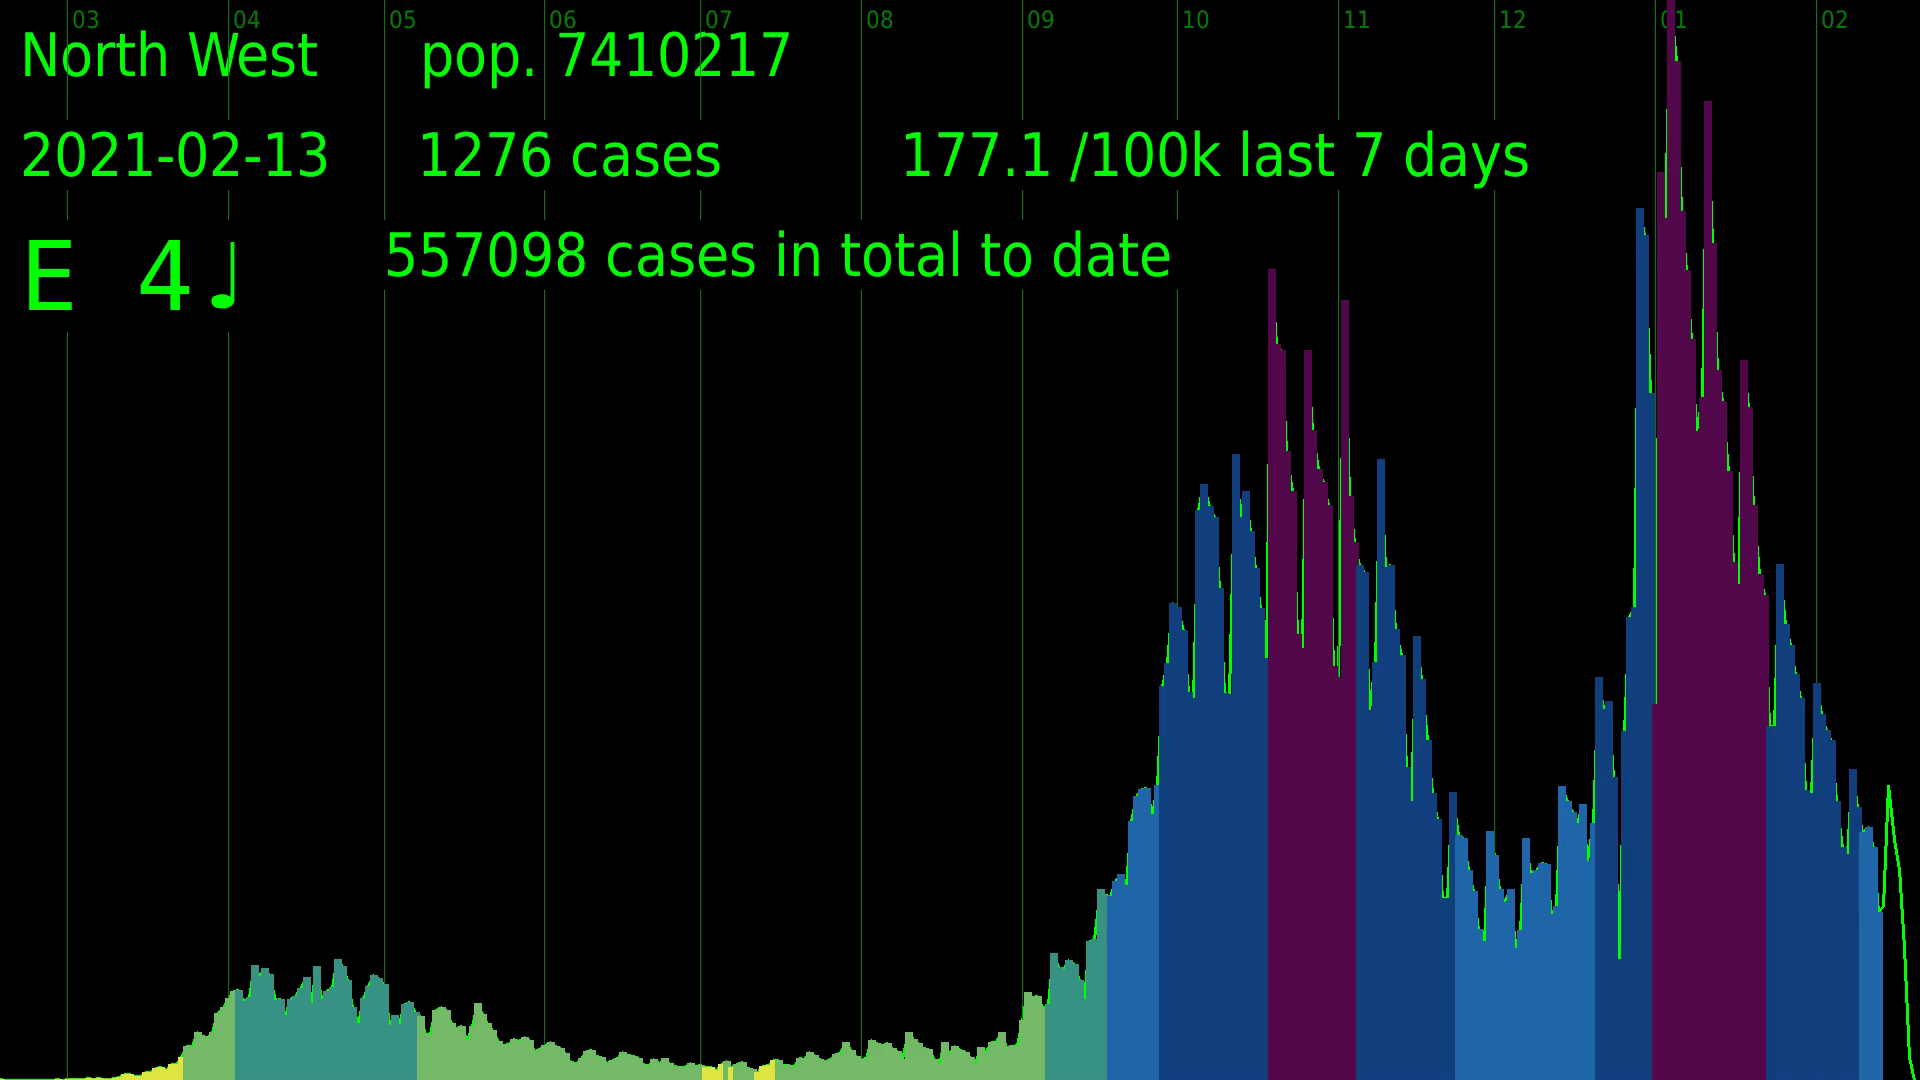 03 04 05 06 07 08 09 10 11 12 01 02
North West pop. 7410217
2021-02-13 1276 cases 177.1 /100k last 7 days
E 4♩ 557098 cases in total to date